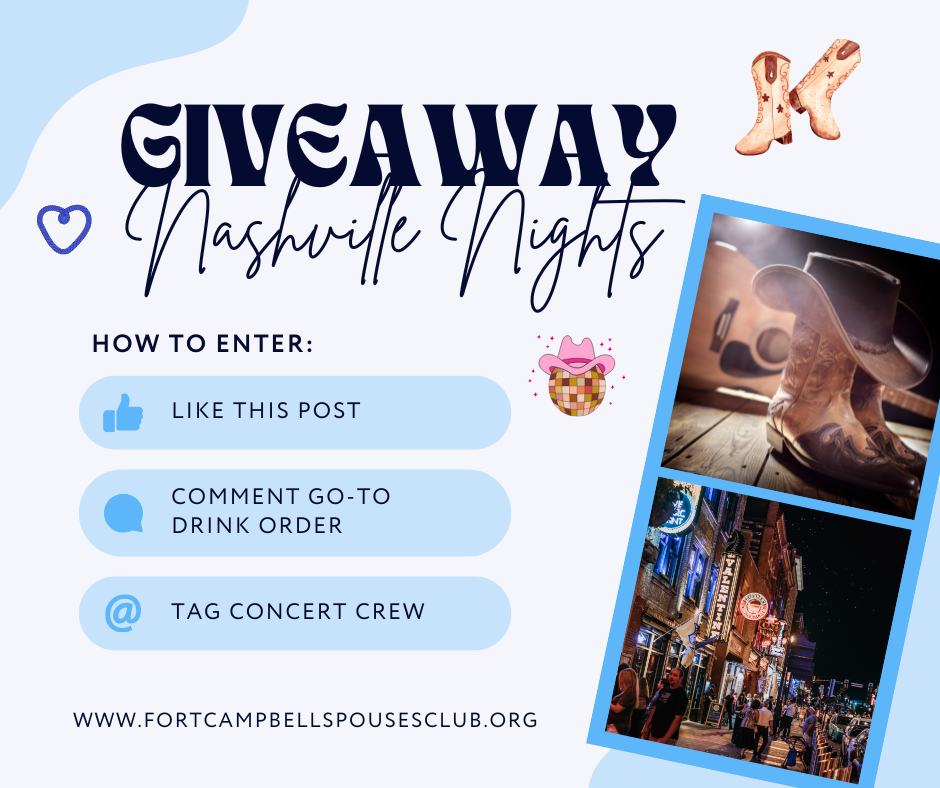 GIVEAWAY
Nashville Nights
HOW TO ENTER:
LIKE THIS POST
COMMENT GO-TO
DRINK ORDER
@ TAG CONCERT CREW
WWW.FORTCAMPBELLSPOUSESCLUB.ORG
VALENTINE